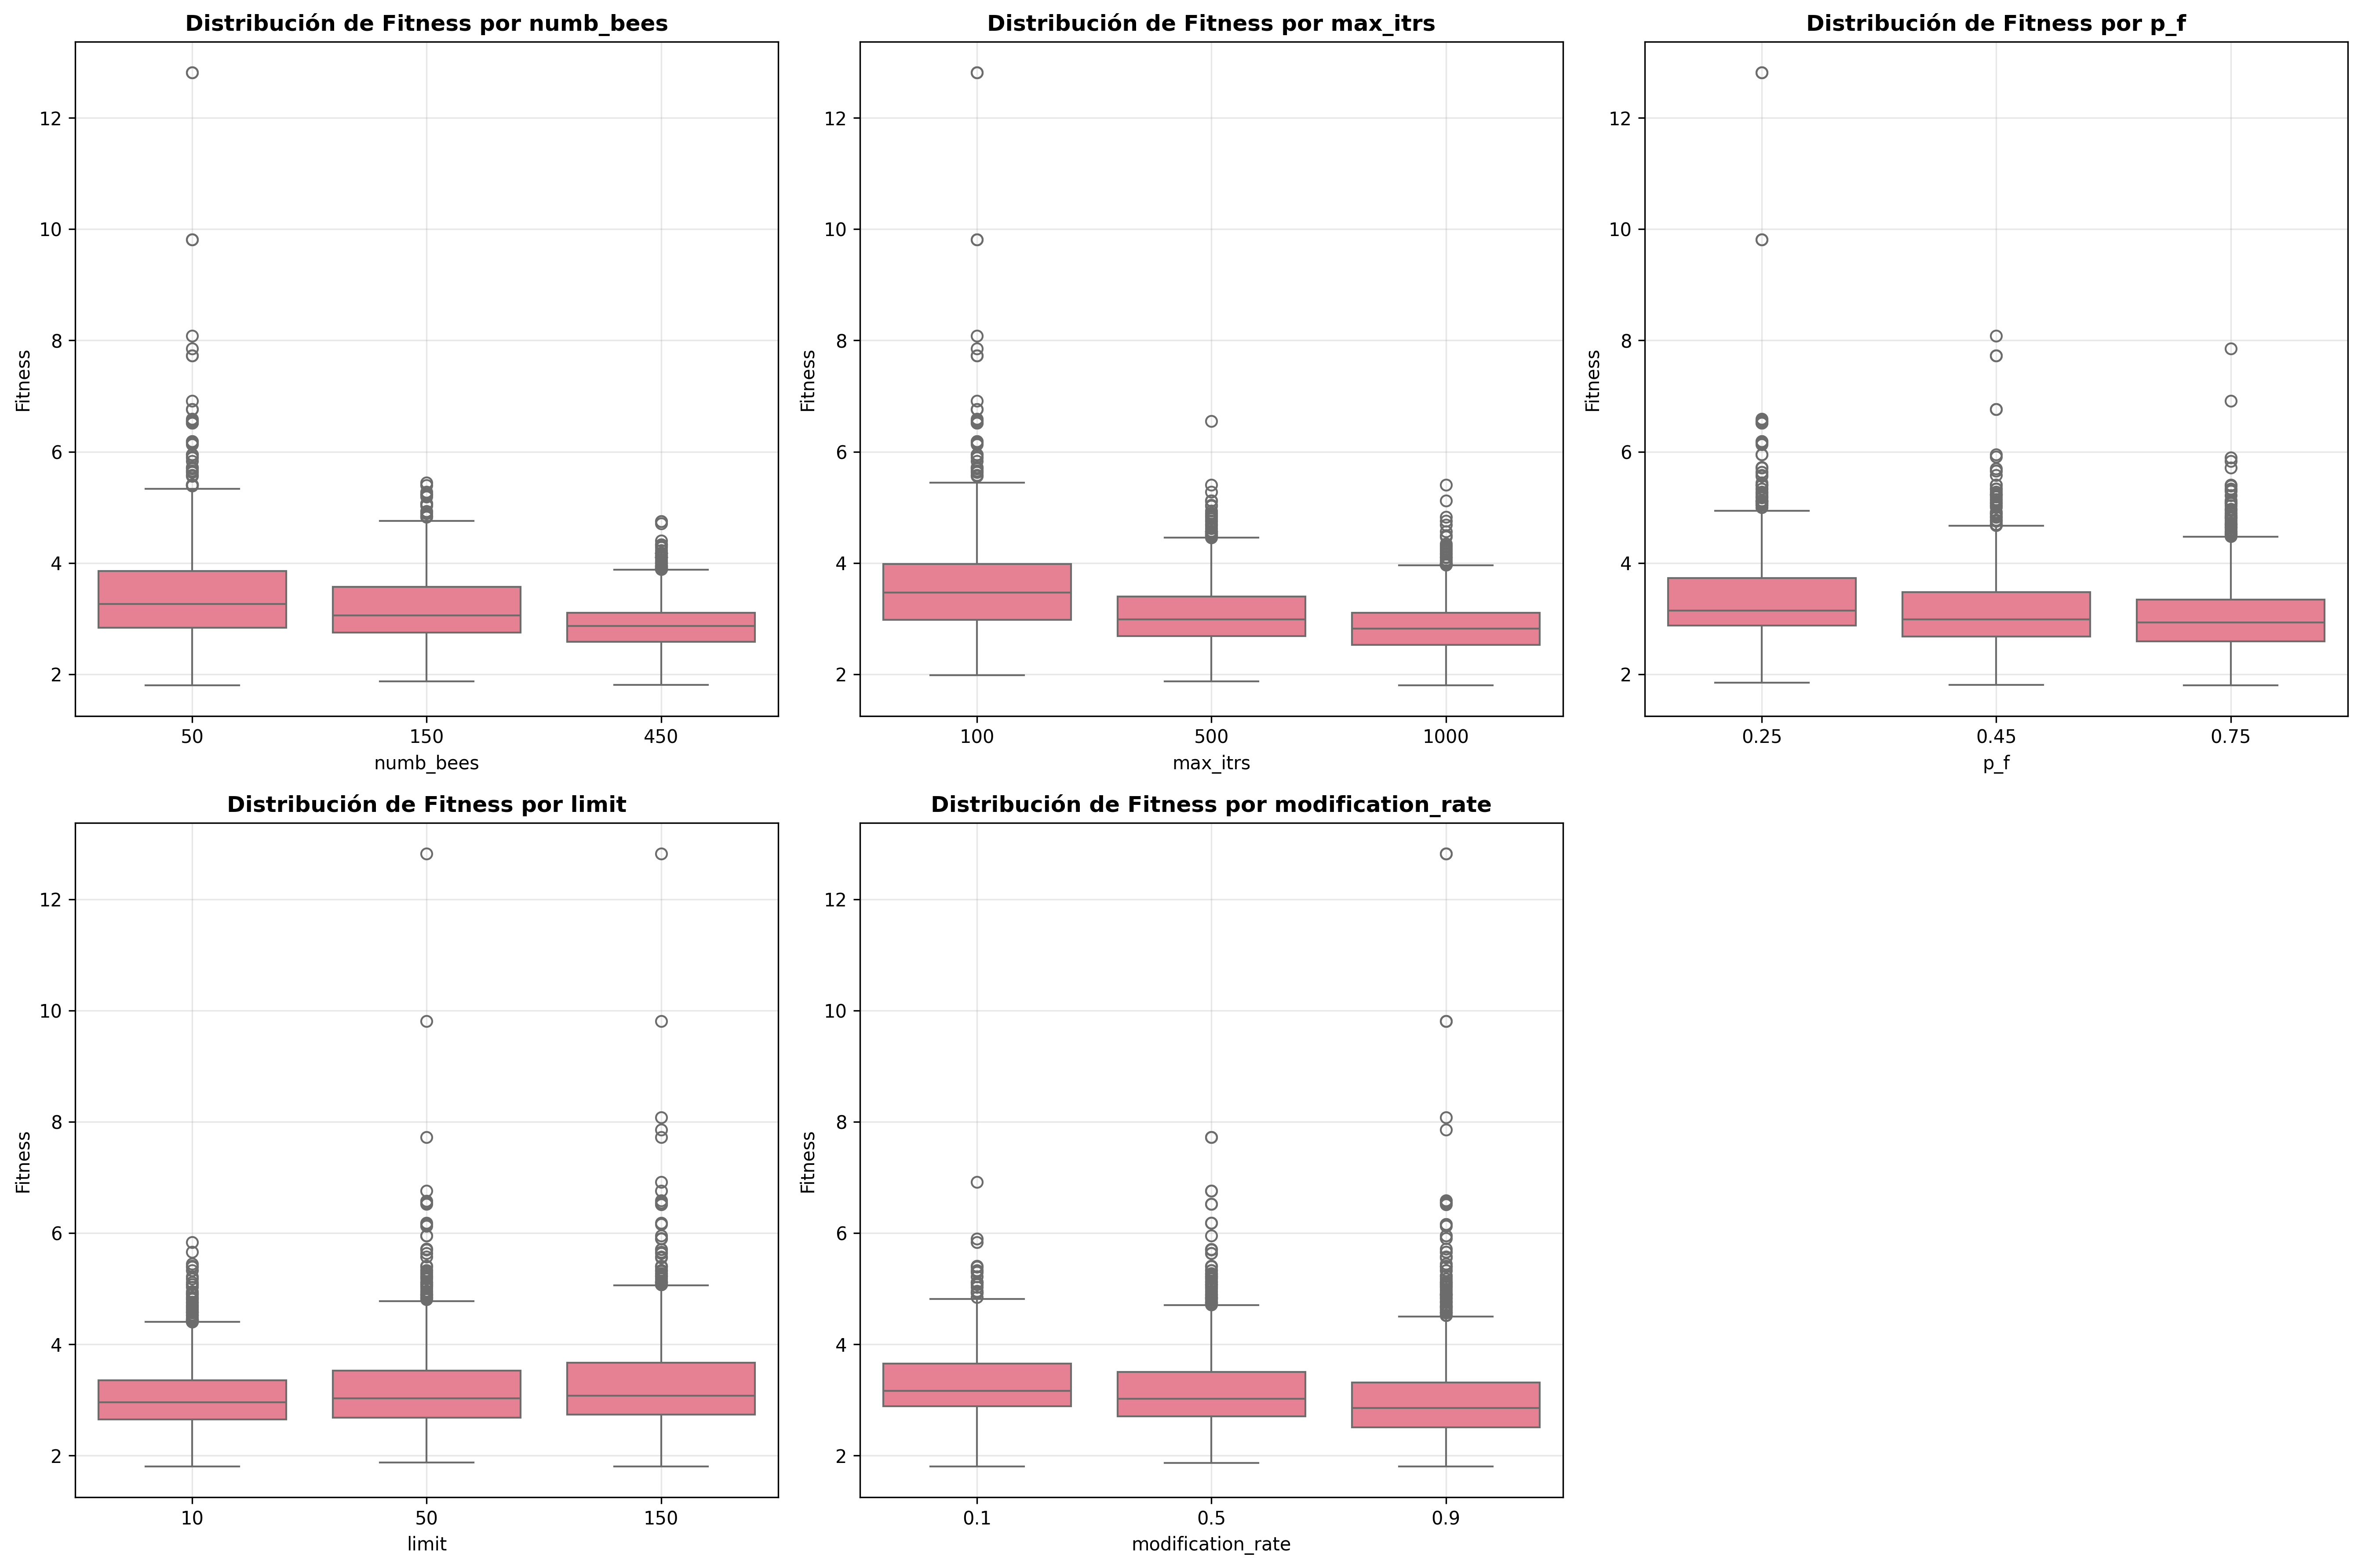 Distribución de Fitness por numb_bees
12
10
8
6
4
2
Fitness
50 150 450
numb_bees
Distribución de Fitness por max_itrs
12
10
8
6
4
2
Fitness
100 500 1000
max_itrs
Distribución de Fitness por p_f
12
10
8
6
4
2
Fitness
0.25 0.45 0.75
p_f
Distribución de Fitness por limit
12
10
8
6
4
2
Fitness
10 50 150
limit
Distribución de Fitness por modification_rate
12
10
8
6
4
2
Fitness
0.1 0.5 0.9
modification_rate